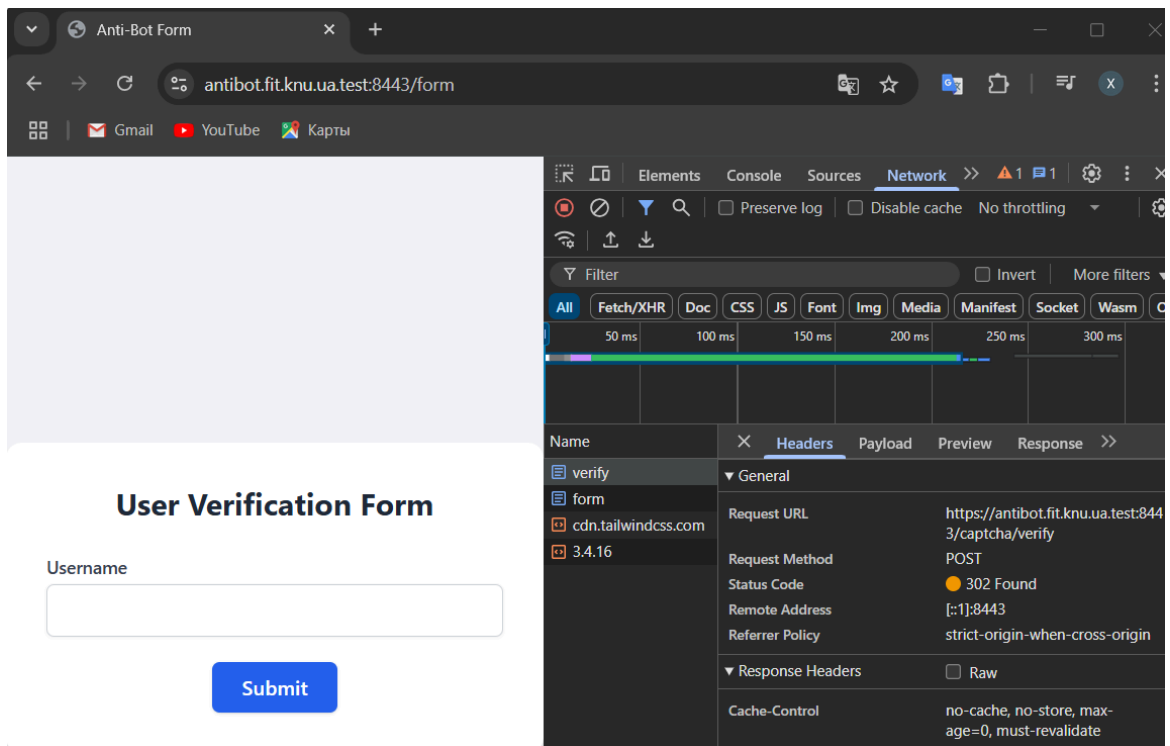 Anti-Bot Form
antibot.fit.knu.ua.test:8443/form
X
Gmail
YouTube
Карты
Elements
Console
Sources
Network
1
1
Preserve log
Disable cache
No throttling
Filter
Invert
More filters
All
Fetch/XHR
Doc
CSS
JS
Font
Img
Media
Manifest
Socket
Wasm
50 ms
100 ms
150 ms
200 ms
250 ms
300 ms
Name
verify
form
cdn.tailwindcss.com
3.4.16
Headers
Payload
Preview
Response
General
Request URL
https://antibot.fit.knu.ua.test:844
3/captcha/verify
Request Method
POST
Status Code
302 Found
Remote Address
[::1]:8443
Referrer Policy
strict-origin-when-cross-origin
Response Headers
Raw
Cache-Control
no-cache, no-store, max-
age=0, must-revalidate
User Verification Form
Username
Submit